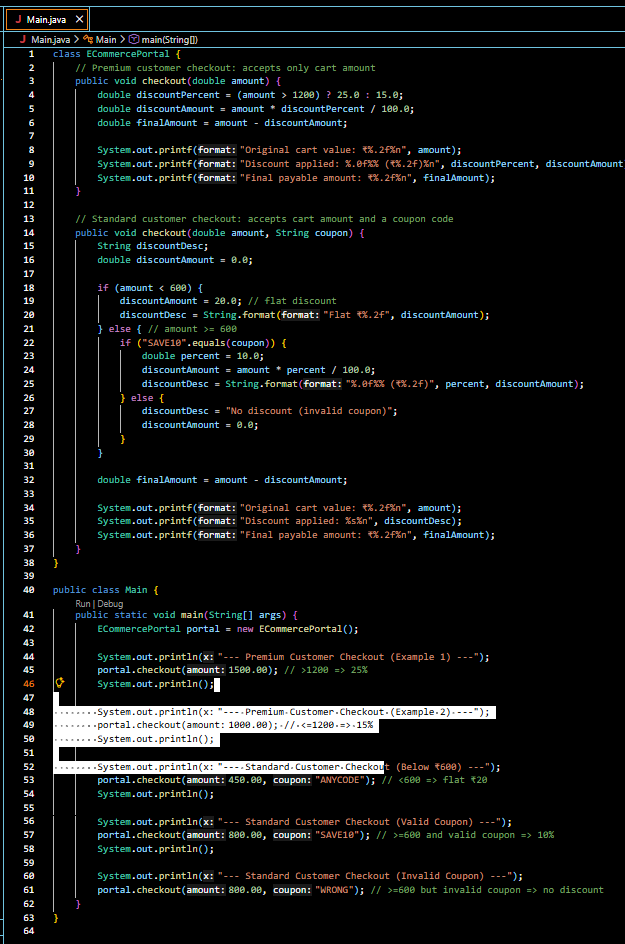 Main.java
Main.java > Main > main(String[])
1 class ECommercePortal {
2 // Premium customer checkout: accepts only cart amount
3 public void checkout(double amount) {
4 double discountPercent = (amount > 1200) ? 25.0 : 15.0;
5 double discountAmount = amount * discountPercent / 100.0;
6 double finalAmount = amount - discountAmount;
7
8 System.out.printf(format:"Original cart value: ₹%.2f%n", amount);
9 System.out.printf(format:"Discount applied: %.0f%% (₹%.2f)%n", discountPercent, discountAmount
10 System.out.printf(format:"Final payable amount: ₹%.2f%n", finalAmount);
11 }
12
13 // Standard customer checkout: accepts cart amount and a coupon code
14 public void checkout(double amount, String coupon) {
15 String discountDesc;
16 double discountAmount = 0.0;
17
18 if (amount < 600) {
19 discountAmount = 20.0; // flat discount
20 discountDesc = String.format(format:"Flat ₹%.2f", discountAmount);
21 } else { // amount >= 600
22 if ("SAVE10".equals(coupon)) {
23 double percent = 10.0;
24 discountAmount = amount * percent / 100.0;
25 discountDesc = String.format(format:"%.0f%% (₹%.2f)", percent, discountAmount);
26 } else {
27 discountDesc = "No discount (invalid coupon)";
28 discountAmount = 0.0;
29 }
30 }
31
32 double finalAmount = amount - discountAmount;
33
34 System.out.printf(format:"Original cart value: ₹%.2f%n", amount);
35 System.out.printf(format:"Discount applied: %s%n", discountDesc);
36 System.out.printf(format:"Final payable amount: ₹%.2f%n", finalAmount);
37 }
38 }
39
40 public class Main {
Run | Debug
41 public static void main(String[] args) {
42 ECommercePortal portal = new ECommercePortal();
43
44 System.out.println(x:"--- Premium Customer Checkout (Example 1) ---");
45 portal.checkout(amount:1500.00); // >1200 => 25%
46 System.out.println();
47
48 System.out.println(x:"--- Premium Customer Checkout (Example 2) ---");
49 portal.checkout(amount:1000.00); // <=1200 => 15%
50 System.out.println();
51
52 System.out.println(x:"--- Standard Customer Checkout (Below ₹600) ---");
53 portal.checkout(amount:450.00, coupon:"ANYCODE"); // <600 => flat ₹20
54 System.out.println();
55
56 System.out.println(x:"--- Standard Customer Checkout (Valid Coupon) ---");
57 portal.checkout(amount:800.00, coupon:"SAVE10"); // >=600 and valid coupon => 10%
58 System.out.println();
59
60 System.out.println(x:"--- Standard Customer Checkout (Invalid Coupon) ---");
61 portal.checkout(amount:800.00, coupon:"WRONG"); // >=600 but invalid coupon => no discount
62 }
63 }
64